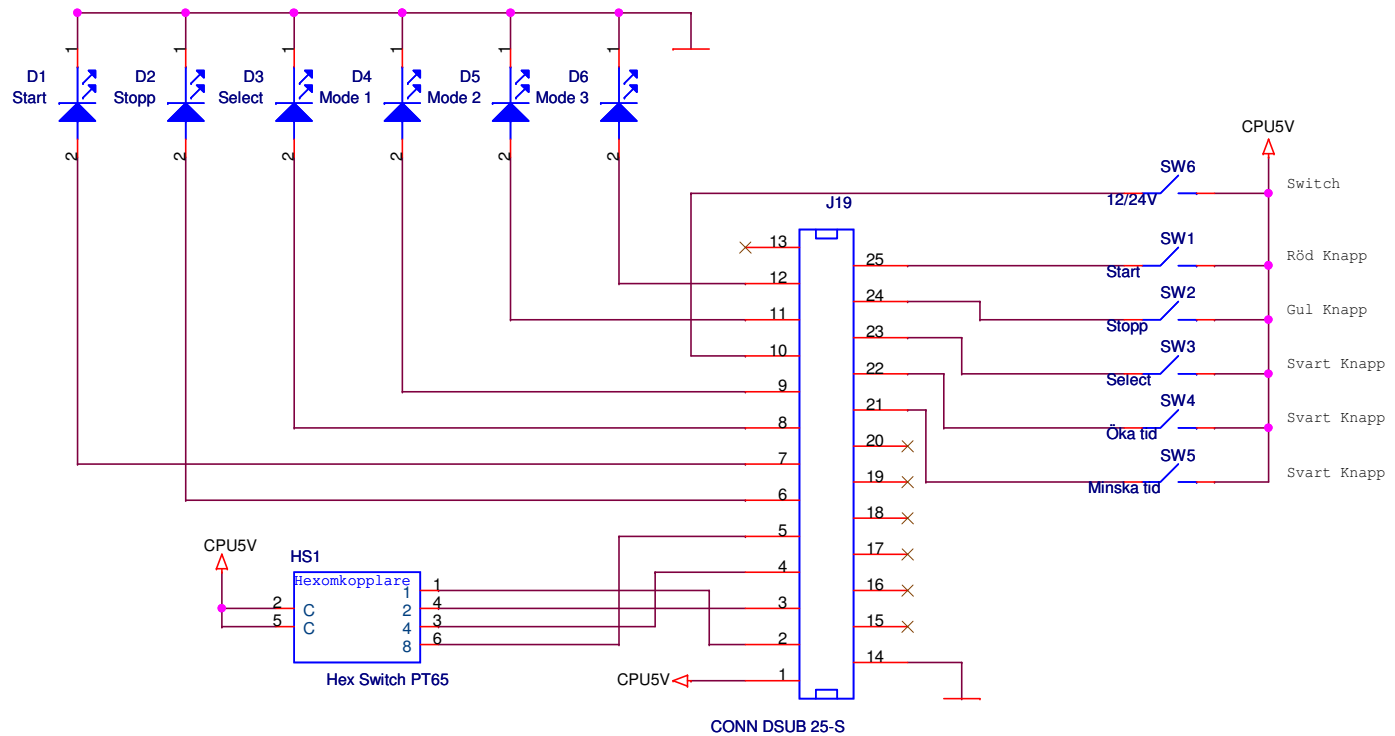 1 1 1 1 1 1
D1 D2 D3 D4 D5 D6
Start Stopp Select Mode 1 Mode 2 Mode 3
2 2 2 2 2 2
CPU5V
SW6
12/24V
Switch
J19
SW1
Start
Röd Knapp
SW2
Stopp
Gul Knapp
SW3
Select
Svart Knapp
SW4
Öka tid
Svart Knapp
SW5
Minska tid
Svart Knapp
13
12
11
10
9
8
7
6
5
4
3
2
1
25
24
23
22
21
20
19
18
17
16
15
14
CPU5V
HS1
Hexomkopplare
2 C 1 1
5 C 2 4
4 3
8 6
Hex Switch PT65
CPU5V
CONN DSUB 25-S